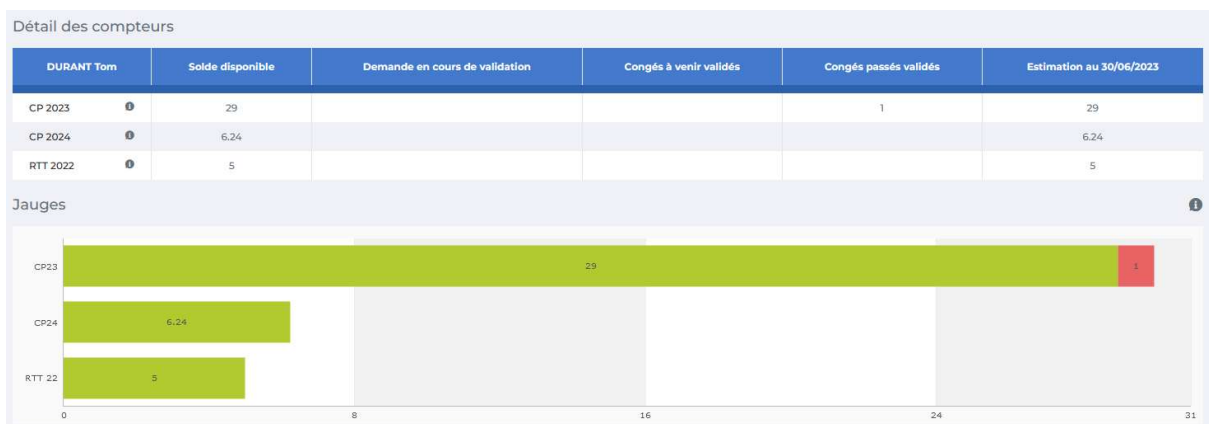 Détail des compteurs
DURANT Tom Solde disponible Demande en cours de validation Congés à venir validés Congés passés validés Estimation au 30/06/2023
CP 2023 29 1 29
CP 2024 6.24 6.24
RTT 2022 5 5
Jauges
CP23 29 1
CP24 6.24
RTT 22 5
0 8 16 24 31